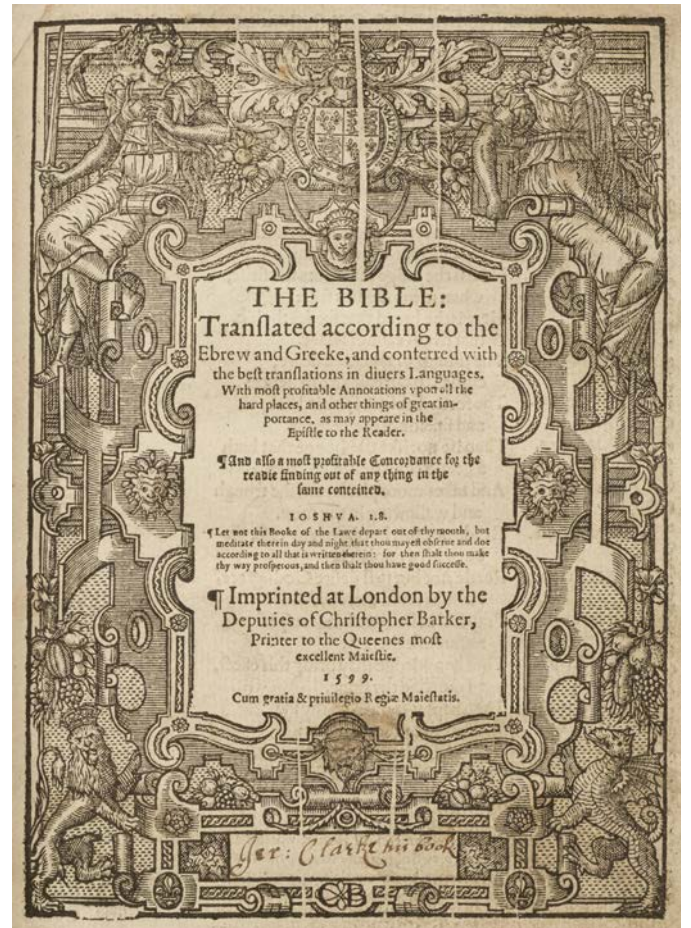 HONI SOIT QVI MAL Y PENSE
THE BIBLE:
Tranſlated according to the
Ebrew and Greeke, and conferred with
the beſt tranſlations in diuers Languages.
With moſt profitable Annotations vpon all the
hard places, and other things of great im-
portance, as may appeare in the
Epiſtle to the Reader.
¶ And alſo a moſt profitable Concordance for the
readie finding out of any thing in the
ſame conteined.
IOSHVA. 1.8.
¶ Let not this Booke of the Lawe depart out of thy mouth, but
meditate therein day and night that thou mayeſt obſerue and doe
according to all that is written therein: for then ſhalt thou make
thy way proſperous, and then ſhalt thou have good ſucceſſe.
¶ Imprinted at London by the
Deputies of Chriſtopher Barker,
Printer to the Queenes moſt
excellent Maieſtie.
1599.
Cum gratia & priuilegio Regiæ Maieſtatis.
Jer: Clarke his book
CB